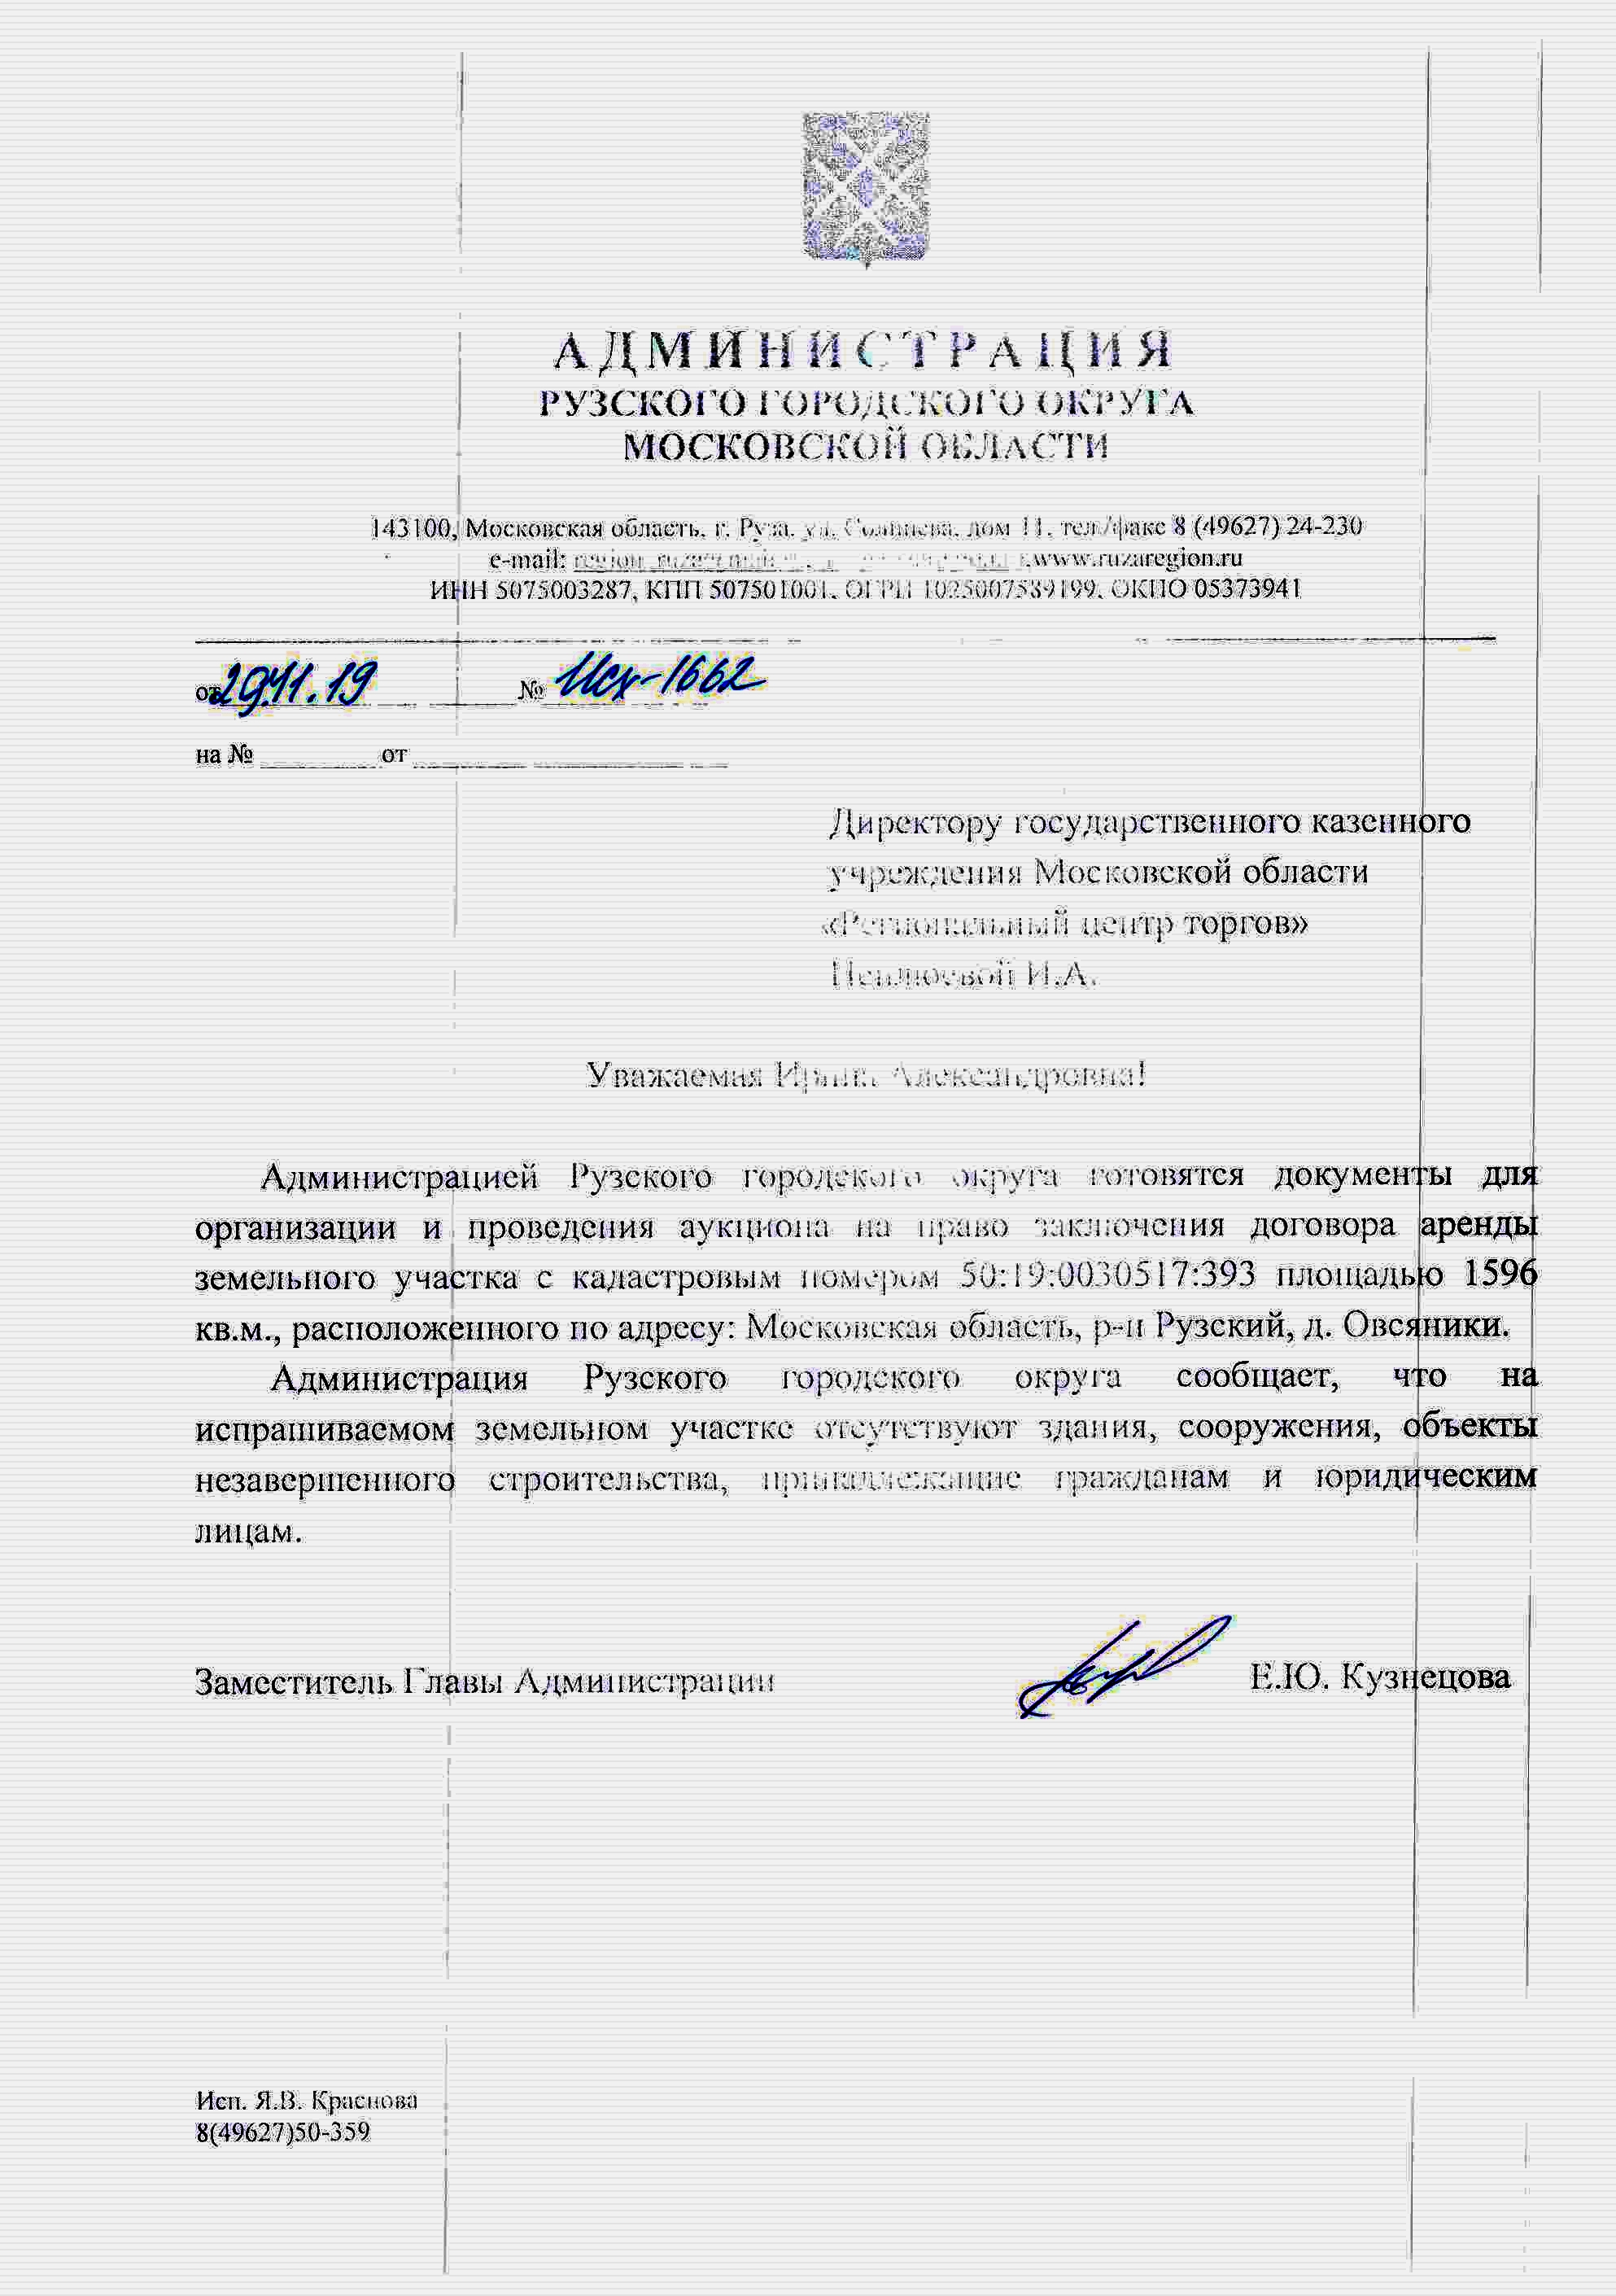 АДМИНИСТРАЦИЯ
РУЗСКОГО ГОРОДСКОГО ОКРУГА
МОСКОВСКОЙ ОБЛАСТИ
143100, Московская область, г. Руза, ул. Солнцева, дом 11, тел/факс 8 (49627) 24-230
e-mail: www.ruzaregion.ru
ИНН 5075003287, КПП 507501001, ОГРН 1025007589199, ОКПО 05373941
от 29.11.19 № Исх-1662
на № от
Директору государственного казенного
учреждения Московской области
«Региональный центр торгов»
И.А.
Уважаемая Ирина Александровна!
Администрацией Рузского городского округа готовятся документы для
организации и проведения аукциона на право заключения договора аренды
земельного участка с кадастровым номером 50:19:0030517:393 площадью 1596
кв.м., расположенного по адресу: Московская область, р-н Рузский, д. Овсяники.
Администрация Рузского городского округа сообщает, что на
испрашиваемом земельном участке отсутствуют здания, сооружения, объекты
незавершенного строительства, принадлежащие гражданам и юридическим
лицам.
Заместитель Главы Администрации Е.Ю. Кузнецова
Исп. Я.В. Краснова
8(49627)50-359